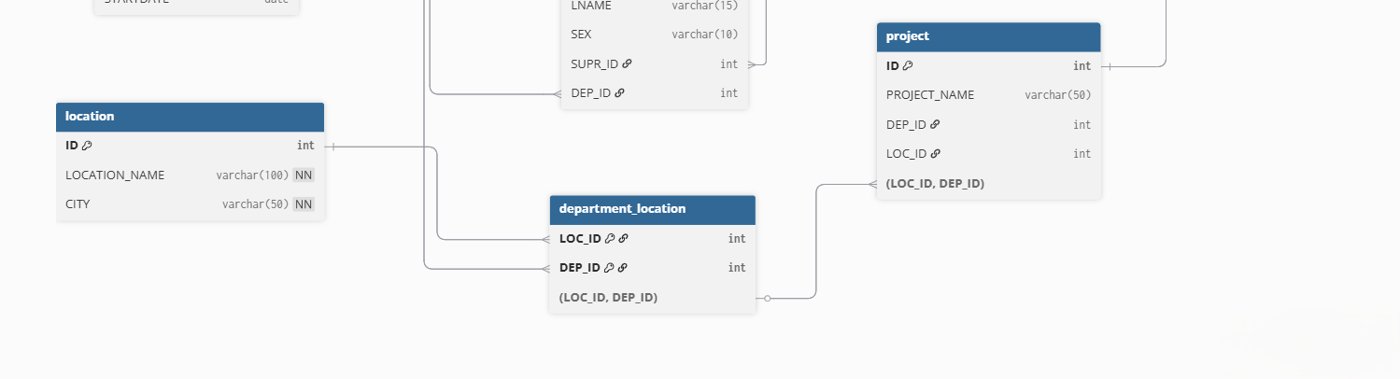 STARTDATE date
LNAME varchar(15)
SEX varchar(10)
SUPR_ID int
DEP_ID int
project
ID int
PROJECT_NAME varchar(50)
DEP_ID int
LOC_ID int
(LOC_ID, DEP_ID)
location
ID int
LOCATION_NAME varchar(100) NN
CITY varchar(50) NN
department_location
LOC_ID int
DEP_ID int
(LOC_ID, DEP_ID)